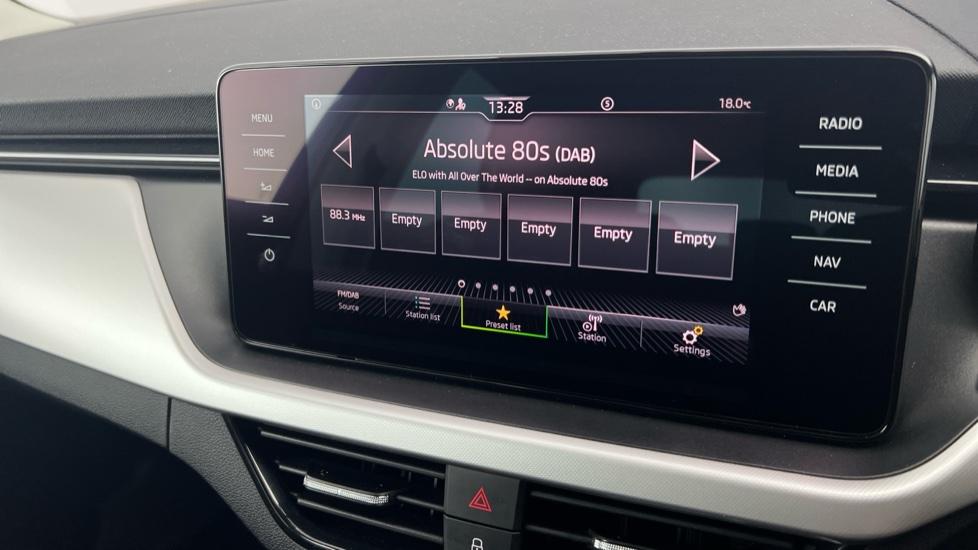 MENU
HOME
13:28
18.0°C
Absolute 80s (DAB)
ELO with All Over The World -- on Absolute 80s
88.3 MHz
Empty
Empty
Empty
Empty
Empty
FM/DAB
Source
Station list
Preset list
Station
Settings
RADIO
MEDIA
PHONE
NAV
CAR